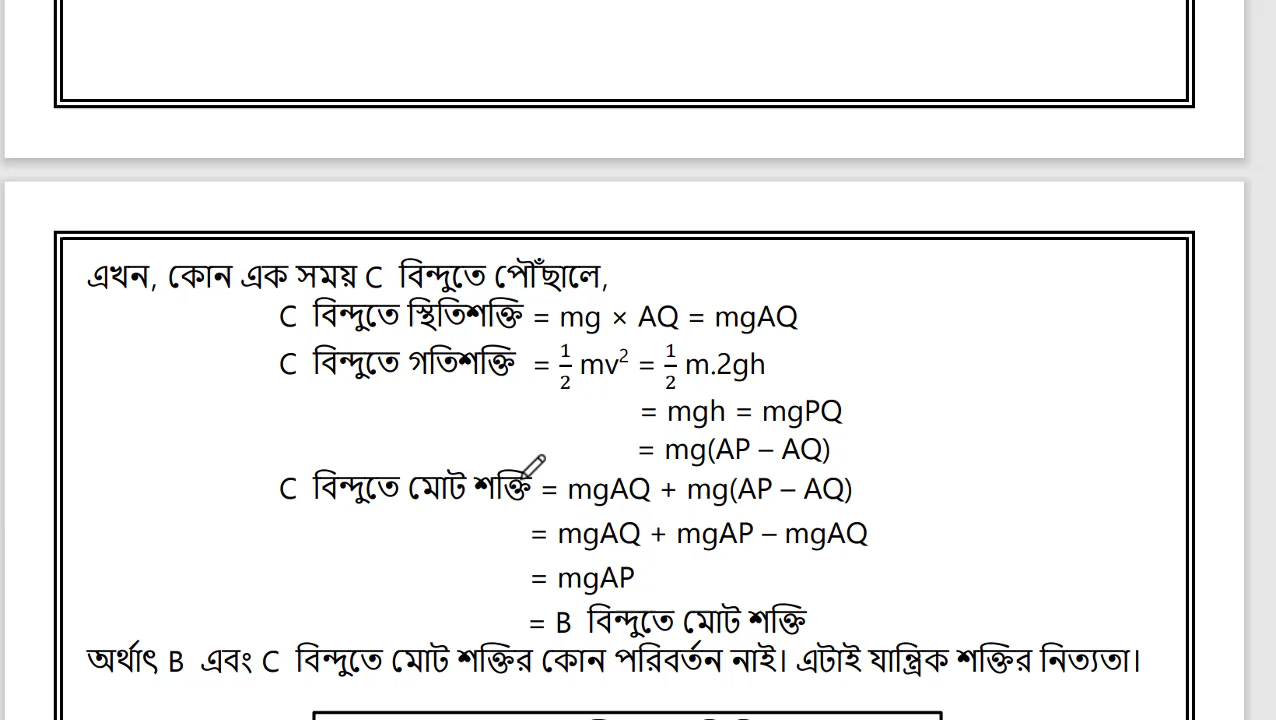 এখন, কোন এক সময় C বিন্দুতে পৌঁছালে,
C বিন্দুতে স্থিতিশক্তি = mg × AQ = mgAQ
C বিন্দুতে গতিশক্তি = 1/2 mv² = 1/2 m.2gh
= mgh = mgPQ
= mg(AP – AQ)
C বিন্দুতে মোট শক্তি = mgAQ + mg(AP – AQ)
= mgAQ + mgAP – mgAQ
= mgAP
= B বিন্দুতে মোট শক্তি
অর্থাৎ B এবং C বিন্দুতে মোট শক্তির কোন পরিবর্তন নাই। এটাই যান্ত্রিক শক্তির নিত্যতা।